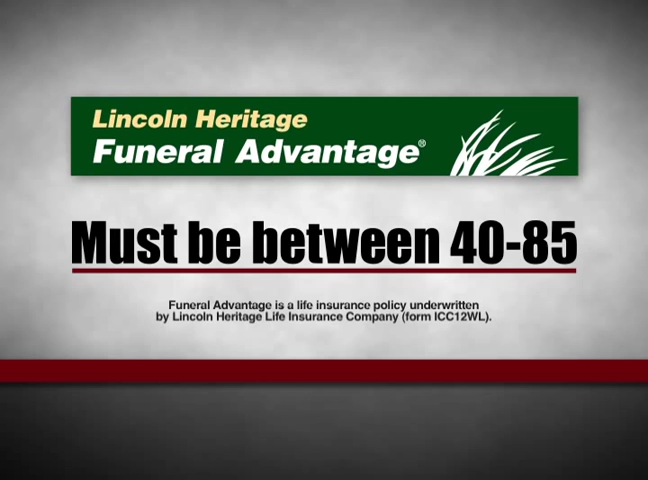 Lincoln Heritage
Funeral Advantage®
Must be between 40-85
Funeral Advantage is a life insurance policy underwritten
by Lincoln Heritage Life Insurance Company (form ICC12WL).